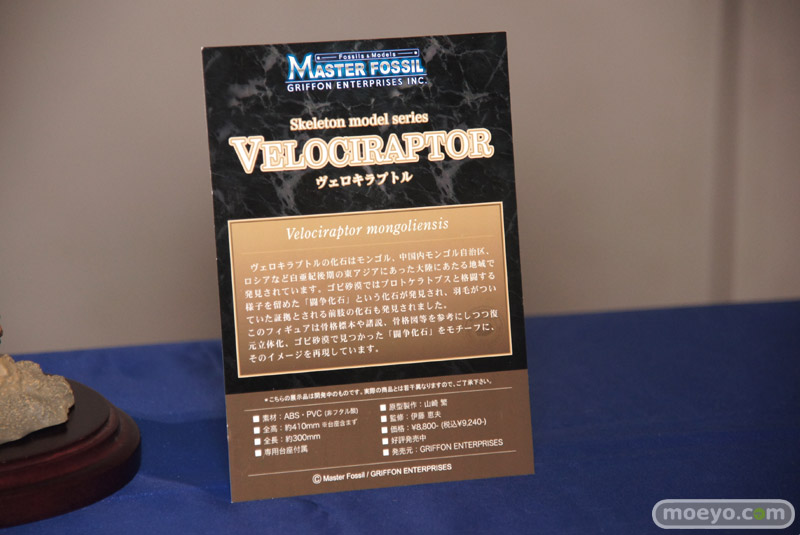 Fossils & Models
MASTER FOSSIL
GRIFFON ENTERPRISES INC.
Skeleton model series
VELOCIRAPTOR
ヴェロキラプトル
Velociraptor mongoliensis
ヴェロキラプトルの化石はモンゴル、中国内モンゴル自治区、
ロシアなど白亜紀後期の東アジアにあった大陸にあたる地域で
発見されています。ゴビ砂漠ではプロトケラトプスと格闘する
様子を留めた「闘争化石」という化石が発見され、羽毛がつい
ていた証拠とされる前肢の化石も発見されました。
このフィギュアは骨格標本や諸説、骨格図等を参考にしつつ復
元立体化、ゴビ砂漠で見つかった「闘争化石」をモチーフに、
そのイメージを再現しています。
＊こちらの展示品は開発中のものです。実際の商品とは若干異なりますので、ご了承下さい。
■ 素材：ABS・PVC (非フタル酸)
■ 全高：約410mm ※台座含まず
■ 全長：約300mm
■ 専用台座付属
■ 原型製作：山崎 繁
■ 監修：伊藤 恵夫
■ 価格：¥8,800- (税込¥9,240-)
■ 好評発売中
■ 発売元：GRIFFON ENTERPRISES
© Master Fossil / GRIFFON ENTERPRISES
moeyo.com